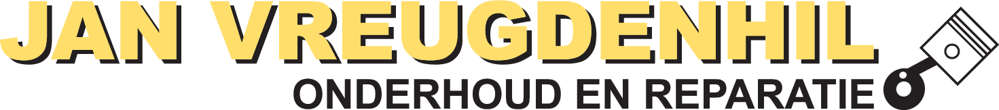 JAN VREUGDENHIL
ONDERHOUD EN REPARATIE